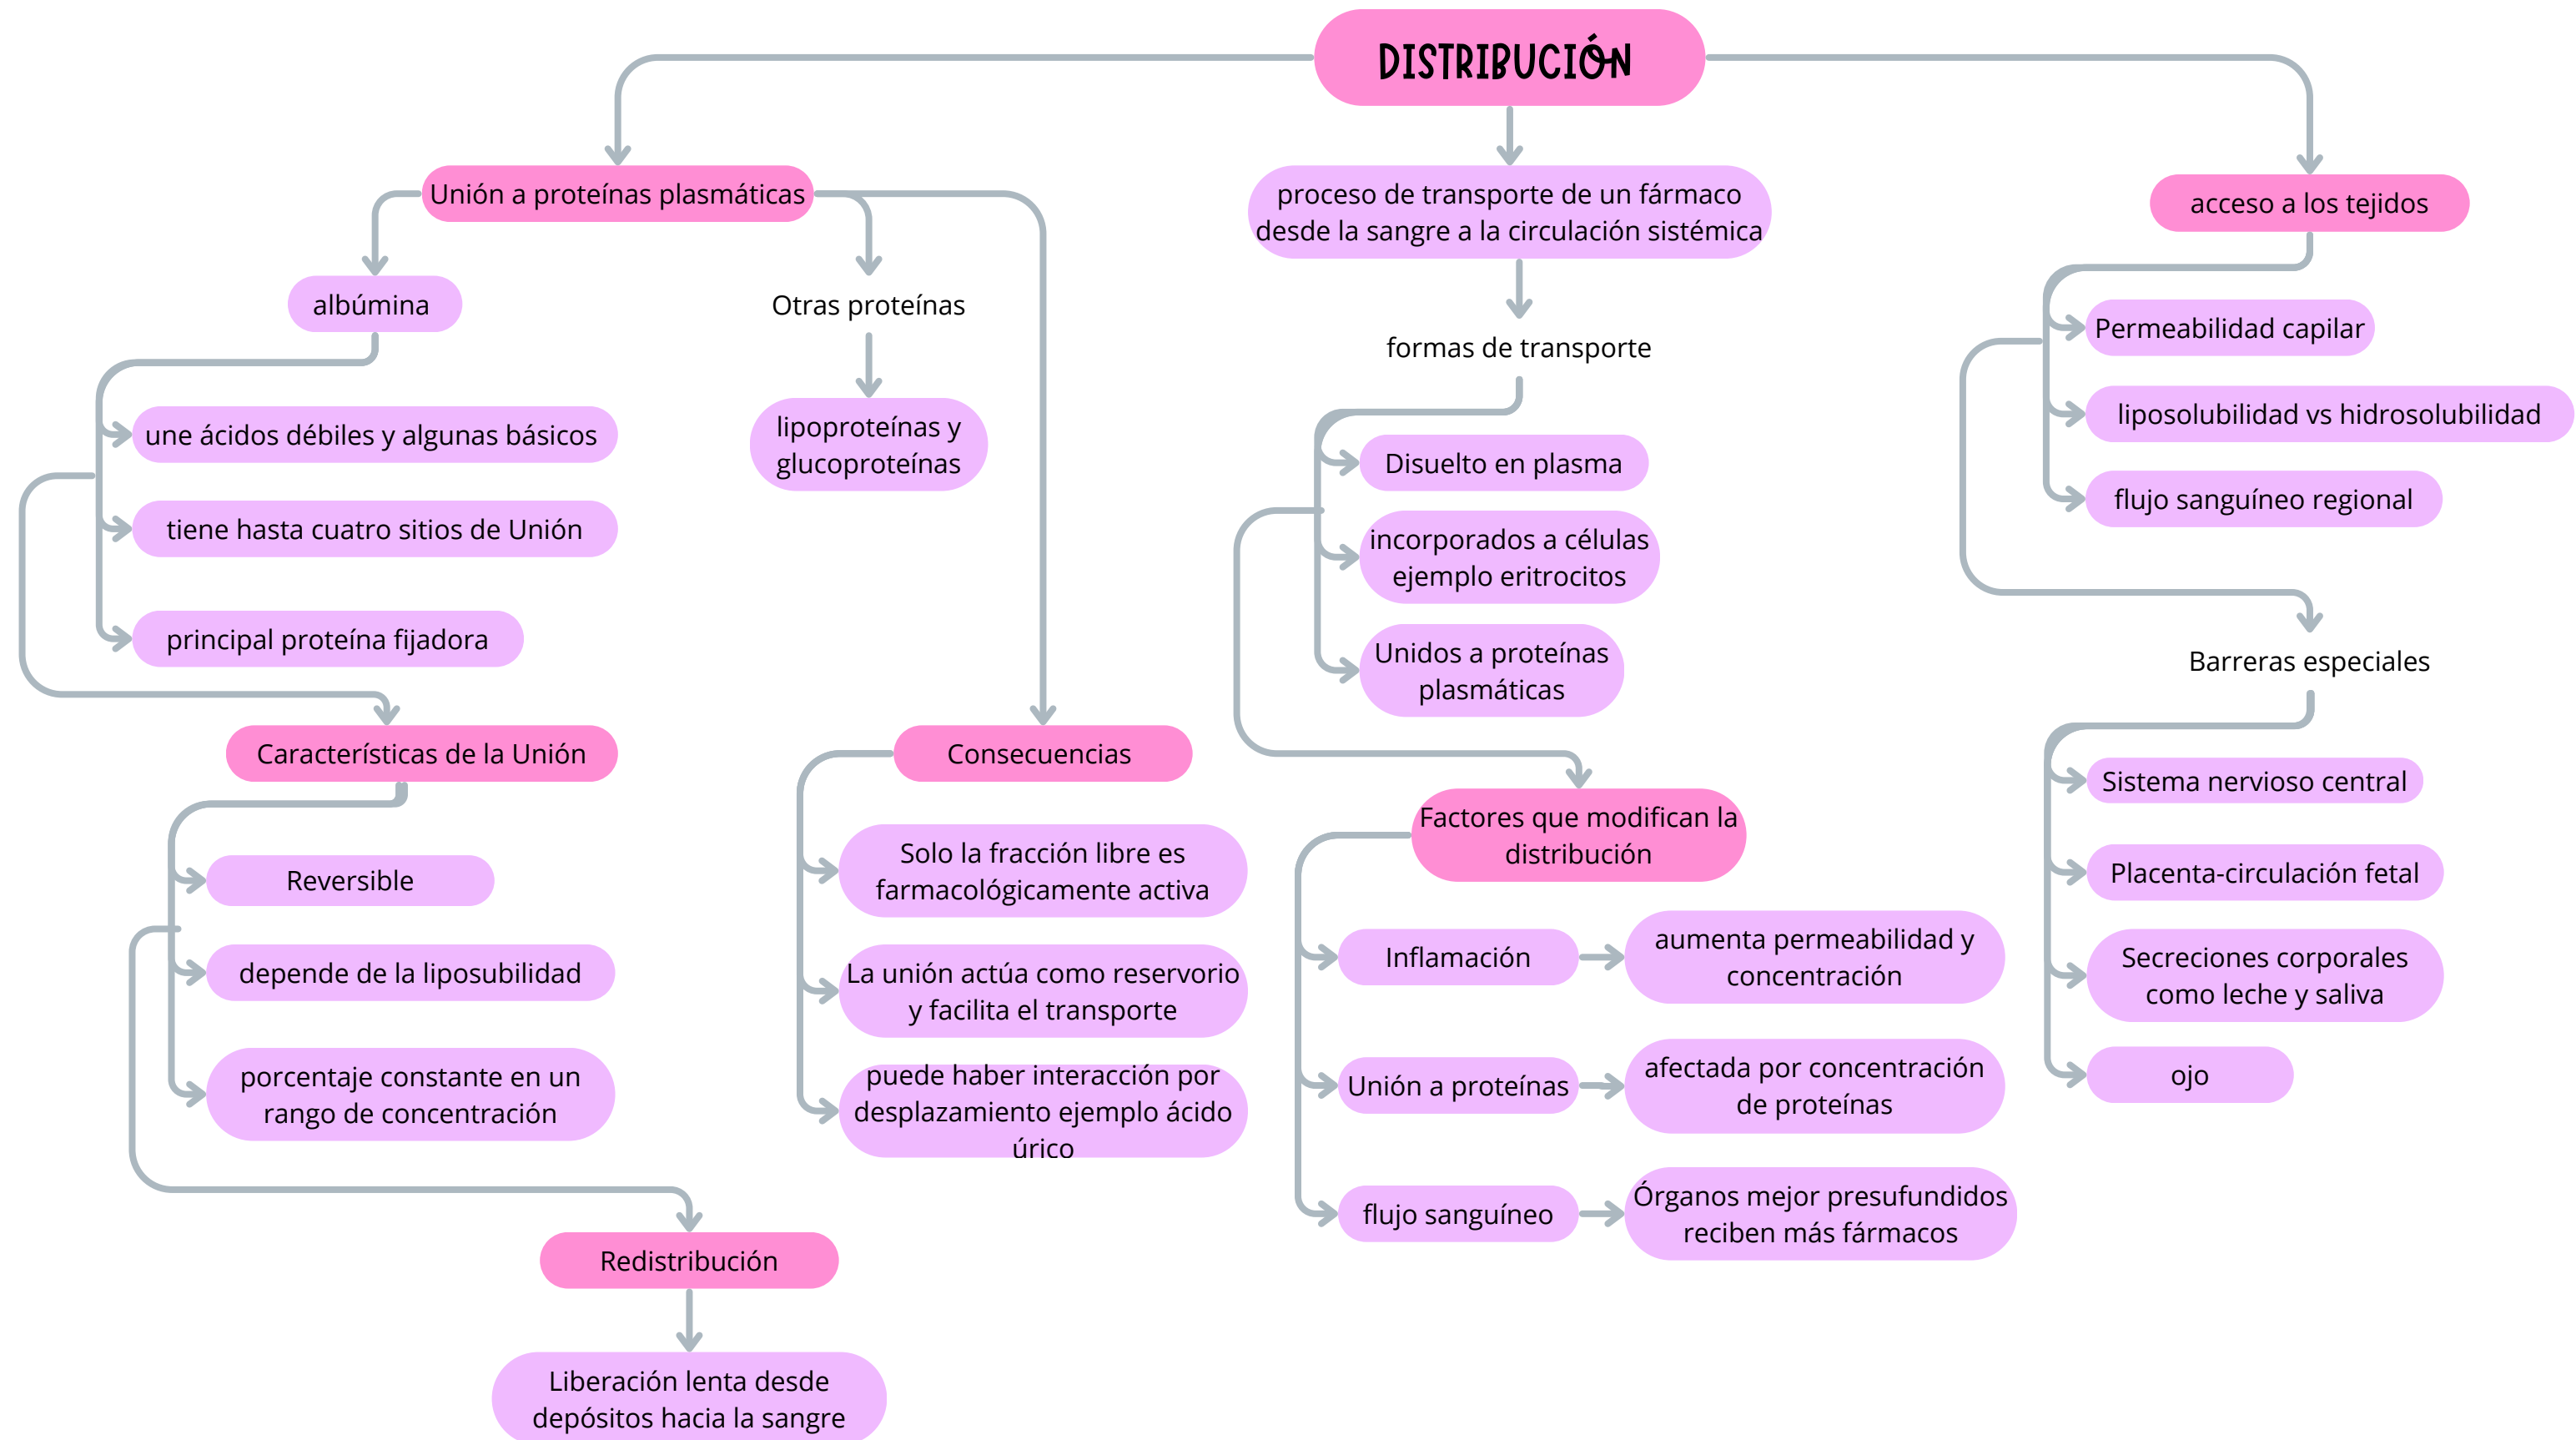 DISTRIBUCIÓN
Unión a proteínas plasmáticas
albúmina
une ácidos débiles y algunas básicos
tiene hasta cuatro sitios de Unión
principal proteína fijadora
Otras proteínas
lipoproteínas y
glucoproteínas
Características de la Unión
Reversible
depende de la liposubilidad
porcentaje constante en un
rango de concentración
Redistribución
Liberación lenta desde
depósitos hacia la sangre
Consecuencias
Solo la fracción libre es
farmacológicamente activa
La unión actúa como reservorio
y facilita el transporte
puede haber interacción por
desplazamiento ejemplo ácido
úrico
proceso de transporte de un fármaco
desde la sangre a la circulación sistémica
formas de transporte
Disuelto en plasma
incorporados a células
ejemplo eritrocitos
Unidos a proteínas
plasmáticas
Factores que modifican la
distribución
Inflamación
aumenta permeabilidad y
concentración
Unión a proteínas
afectada por concentración
de proteínas
flujo sanguíneo
Órganos mejor presufundidos
reciben más fármacos
acceso a los tejidos
Permeabilidad capilar
liposolubilidad vs hidrosolubilidad
flujo sanguíneo regional
Barreras especiales
Sistema nervioso central
Placenta-circulación fetal
Secreciones corporales
como leche y saliva
ojo